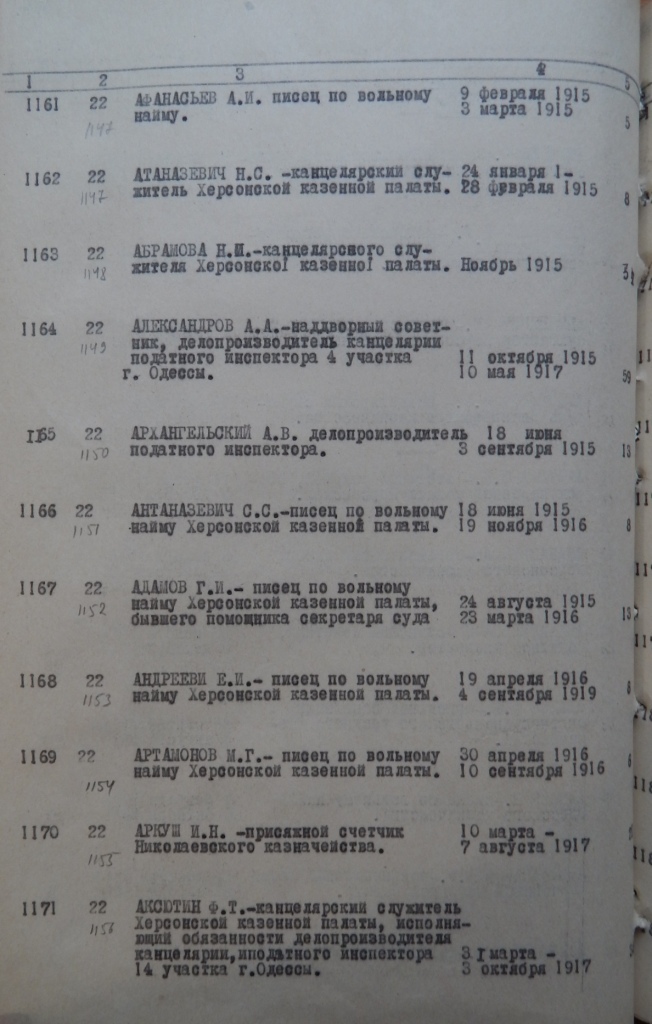 1 2 3 4 5
1161 22 АФАНАСЬЕВ А.И. писец по вольному 9 февраля 1915
1147 найму. 3 марта 1915 5
1162 22 АТАНАЗЕВИЧ Н.С. -канцелярский слу- 24 января 1-
1147 житель Херсонской казенной палаты. 28 февраля 1915 8
1163 22 АБРАМОВА Н.И.-канцелярсного слу-
1148 жителя Херсонской казенной палаты. Ноябрь 1915
1164 22 АЛЕКСАНДРОВ А.А.-наддворный совет-
1149 ник, делопроизводитель канцелярии
податного инспектора 4 участка 11 октября 1915
г. Одессы. 10 мая 1917 59
1165 22 АРХАНГЕЛЬСКИЙ А.В. делопроизводитель 18 июня
1150 податного инспектора. 3 сентября 1915 13
1166 22 АНТАНАЗЕВИЧ С.С.-писец по вольному 18 июня 1915
1151 найму Херсонской казенной палаты. 19 ноября 1916 8
1167 22 АДАМОВ Г.И.- писец по вольному
1152 найму Херсонской казенной палаты, 24 августа 1915
бывшего помощника секретаря суда 23 марта 1916
1168 22 АНДРЕЕВИ Е.И.- писец по вольному 19 апреля 1916
1153 найму Херсонской казенной палаты. 4 сентября 1919
1169 22 АРТАМОНОВ М.Г.- писец по вольному 30 апреля 1916
1154 найму Херсонской казенной палаты. 10 сентября 1916
1170 22 АРКУШ И.Н. -присяжной счетчик 10 марта -
1155 Николаевского казначейства. 7 августа 1917
1171 22 АКСЮТИН Ф.Т.-канцелярский служитель
1156 Херсонской казенной палаты, исполня-
ющий обязанности делопроизводителя
канцелярии,иподатного инспектора 31 марта -
14 участка г.Одессы. 3 октября 1917